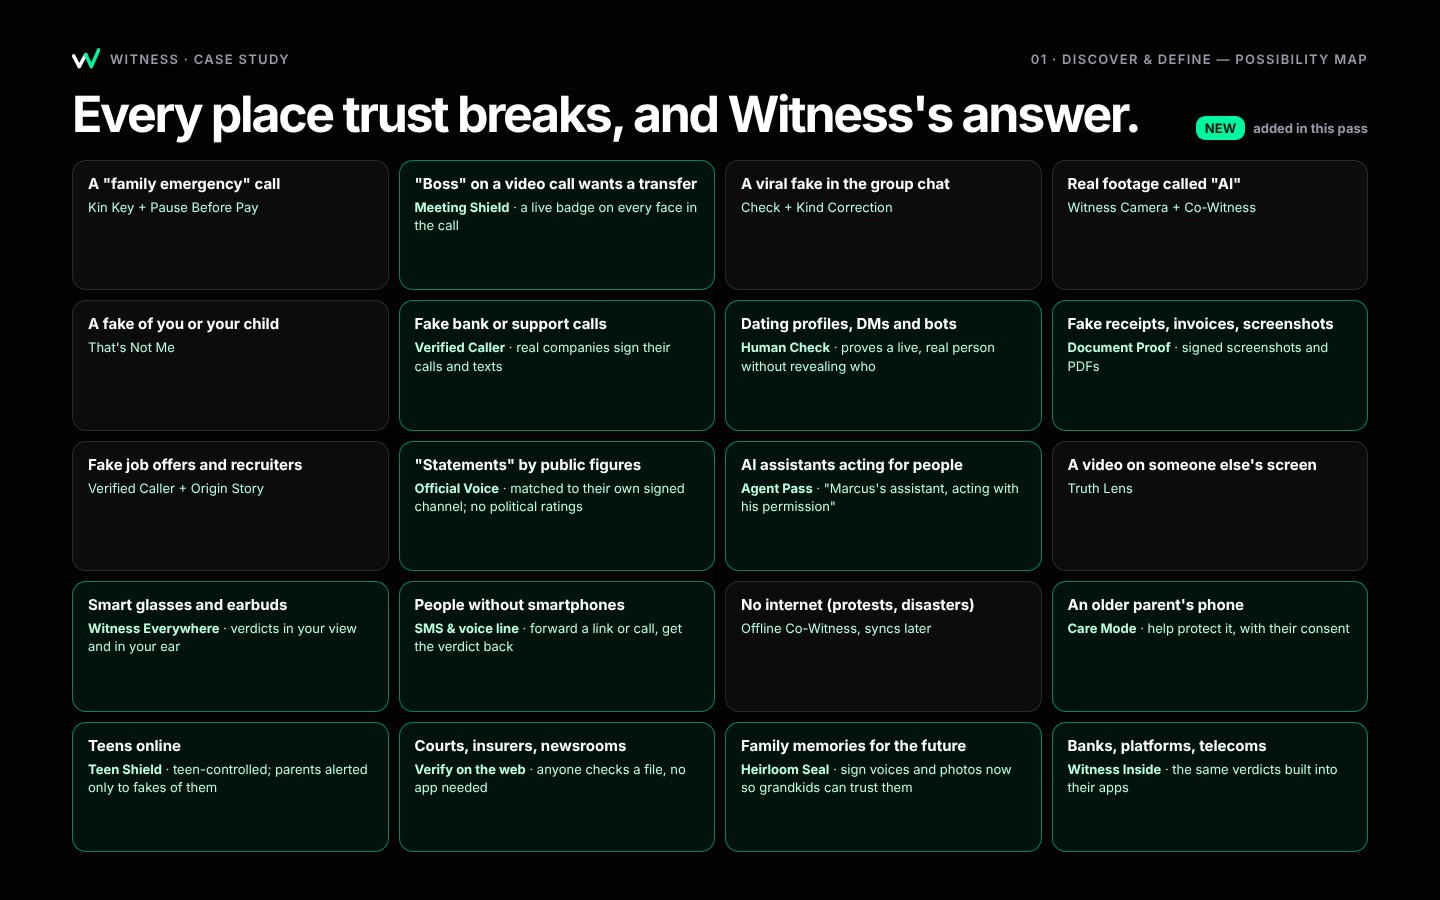 WITNESS · CASE STUDY
01 · DISCOVER & DEFINE — POSSIBILITY MAP
Every place trust breaks, and Witness's answer.
NEW added in this pass
A "family emergency" call
Kin Key + Pause Before Pay
"Boss" on a video call wants a transfer
Meeting Shield · a live badge on every face in
the call
A viral fake in the group chat
Check + Kind Correction
Real footage called "AI"
Witness Camera + Co-Witness
A fake of you or your child
That's Not Me
Fake bank or support calls
Verified Caller · real companies sign their
calls and texts
Dating profiles, DMs and bots
Human Check · proves a live, real person
without revealing who
Fake receipts, invoices, screenshots
Document Proof · signed screenshots and
PDFs
Fake job offers and recruiters
Verified Caller + Origin Story
"Statements" by public figures
Official Voice · matched to their own signed
channel; no political ratings
AI assistants acting for people
Agent Pass · "Marcus's assistant, acting with
his permission"
A video on someone else's screen
Truth Lens
Smart glasses and earbuds
Witness Everywhere · verdicts in your view
and in your ear
People without smartphones
SMS & voice line · forward a link or call, get
the verdict back
No internet (protests, disasters)
Offline Co-Witness, syncs later
An older parent's phone
Care Mode · help protect it, with their consent
Teens online
Teen Shield · teen-controlled; parents alerted
only to fakes of them
Courts, insurers, newsrooms
Verify on the web · anyone checks a file, no
app needed
Family memories for the future
Heirloom Seal · sign voices and photos now
so grandkids can trust them
Banks, platforms, telecoms
Witness Inside · the same verdicts built into
their apps